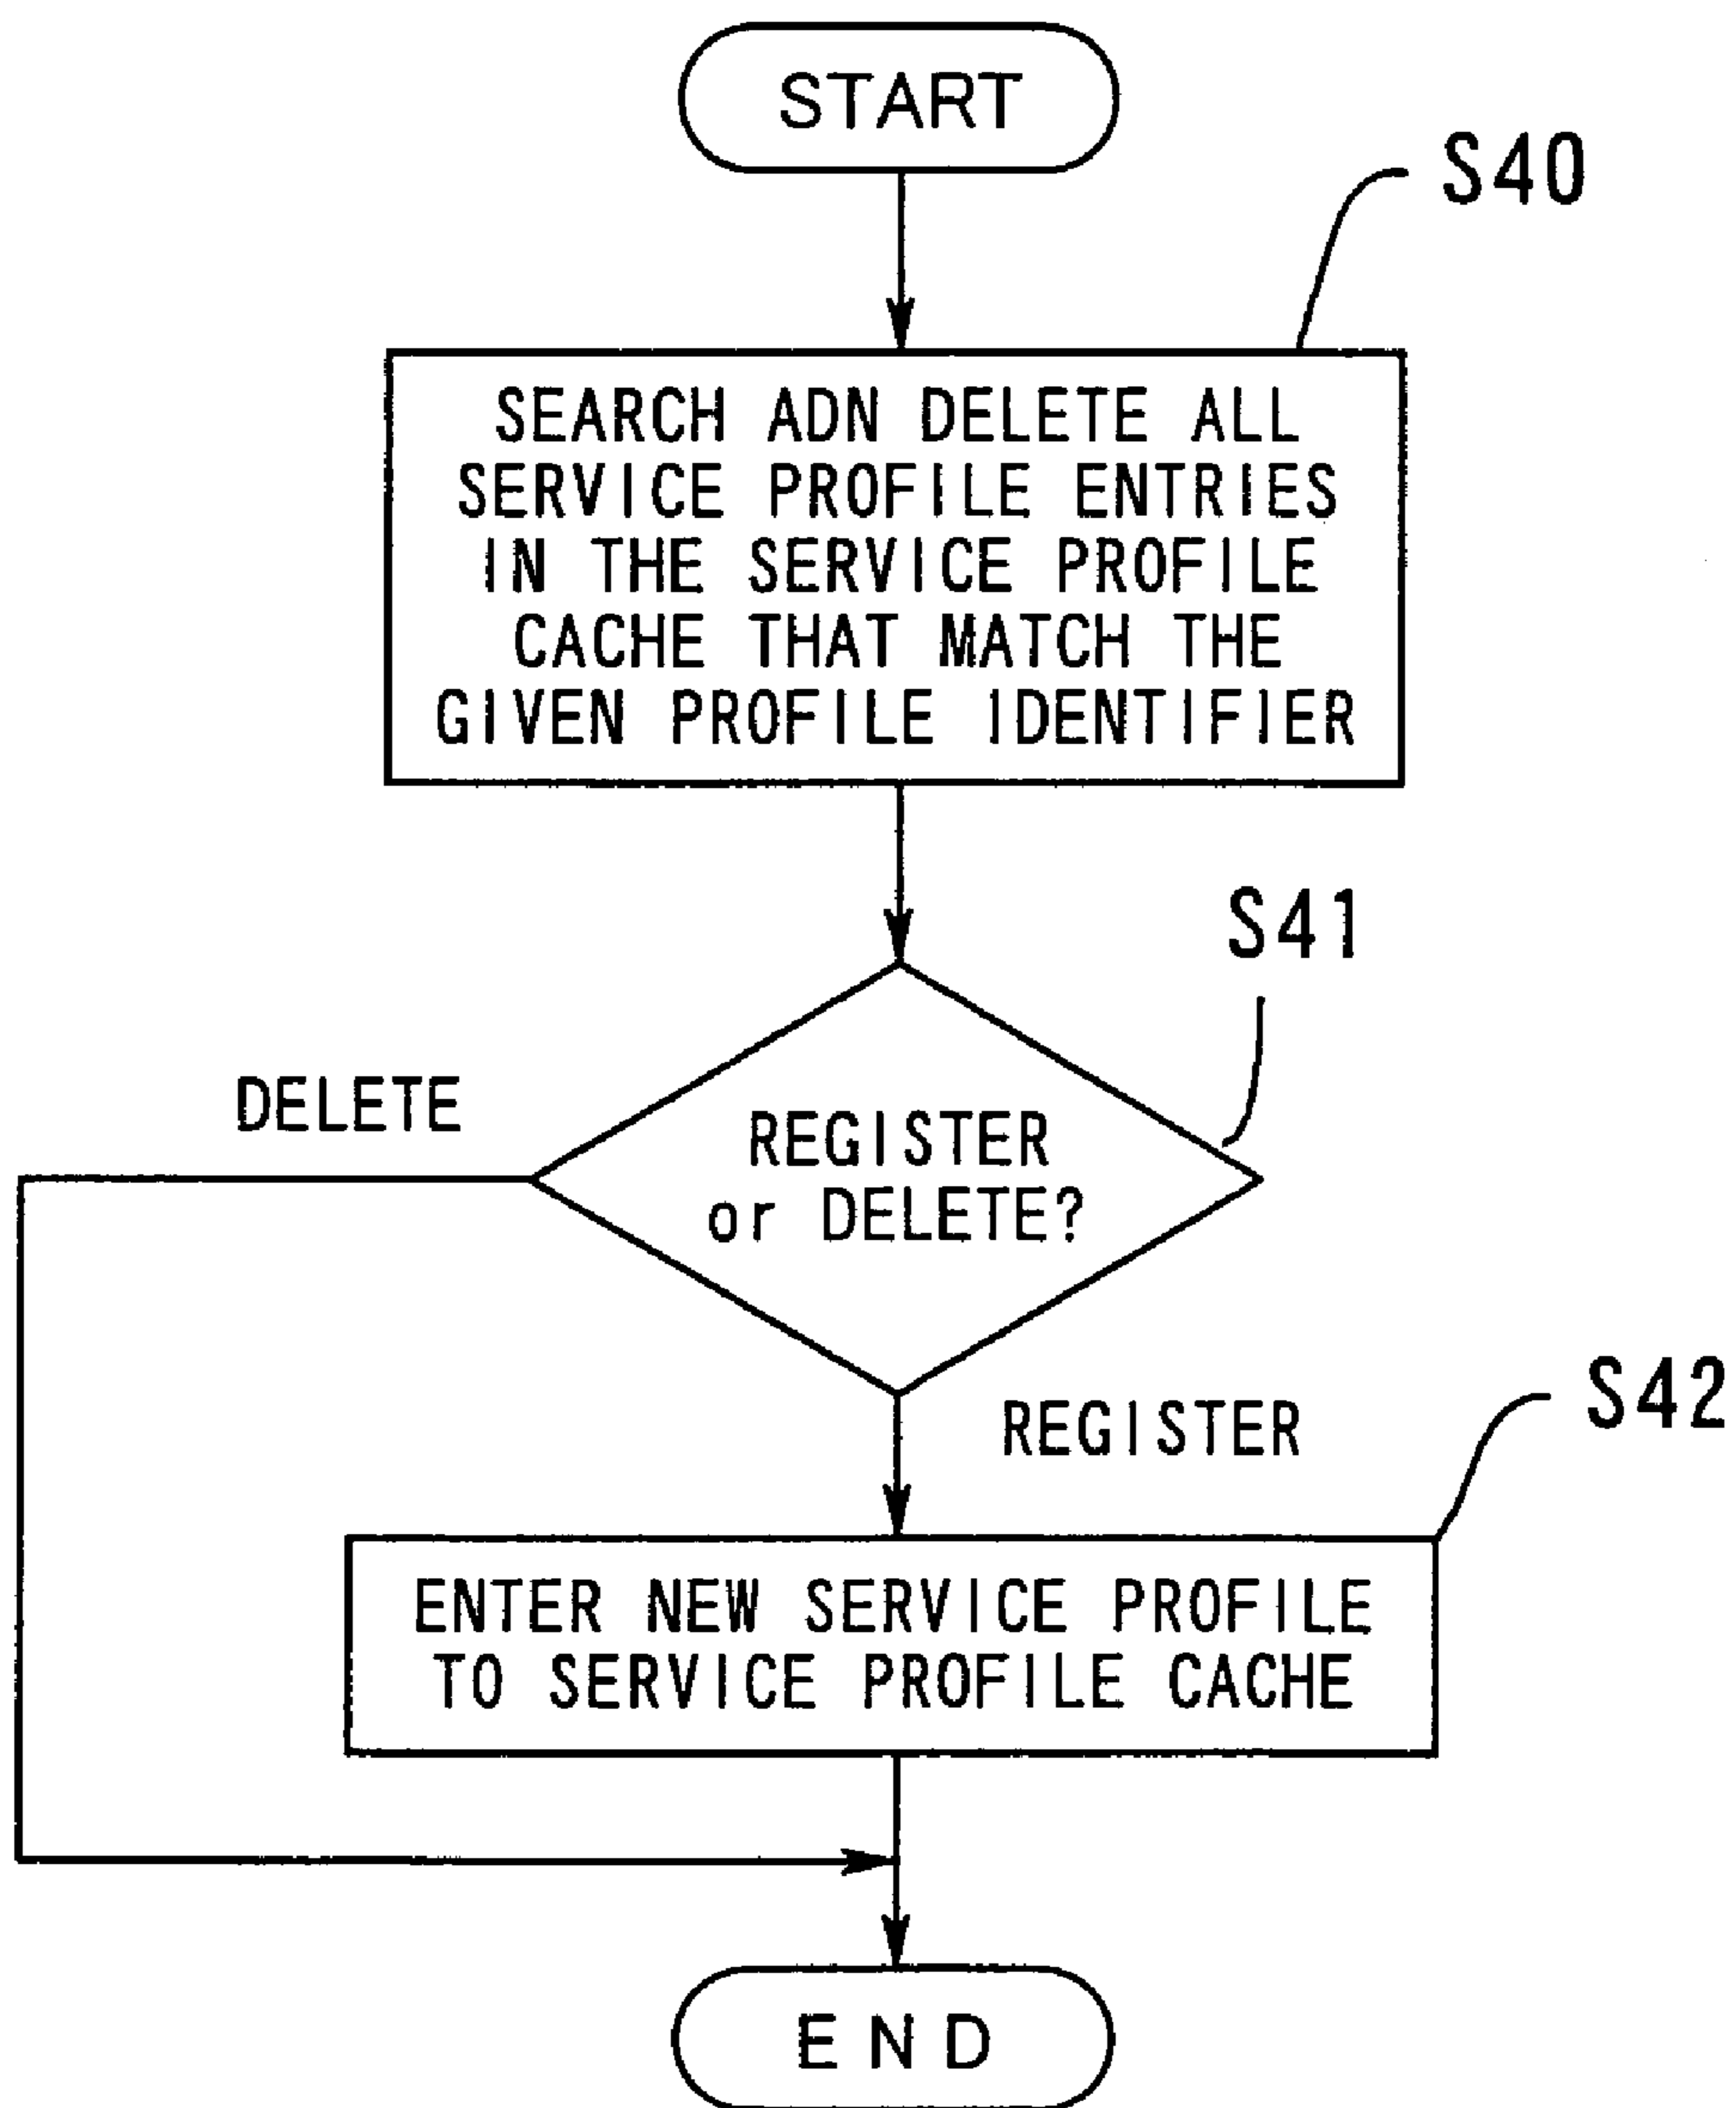 START
S40
SEARCH ADN DELETE ALL
SERVICE PROFILE ENTRIES
IN THE SERVICE PROFILE
CACHE THAT MATCH THE
GIVEN PROFILE IDENTIFIER
S41
DELETE
REGISTER
or DELETE?
REGISTER
S42
ENTER NEW SERVICE PROFILE
TO SERVICE PROFILE CACHE
END